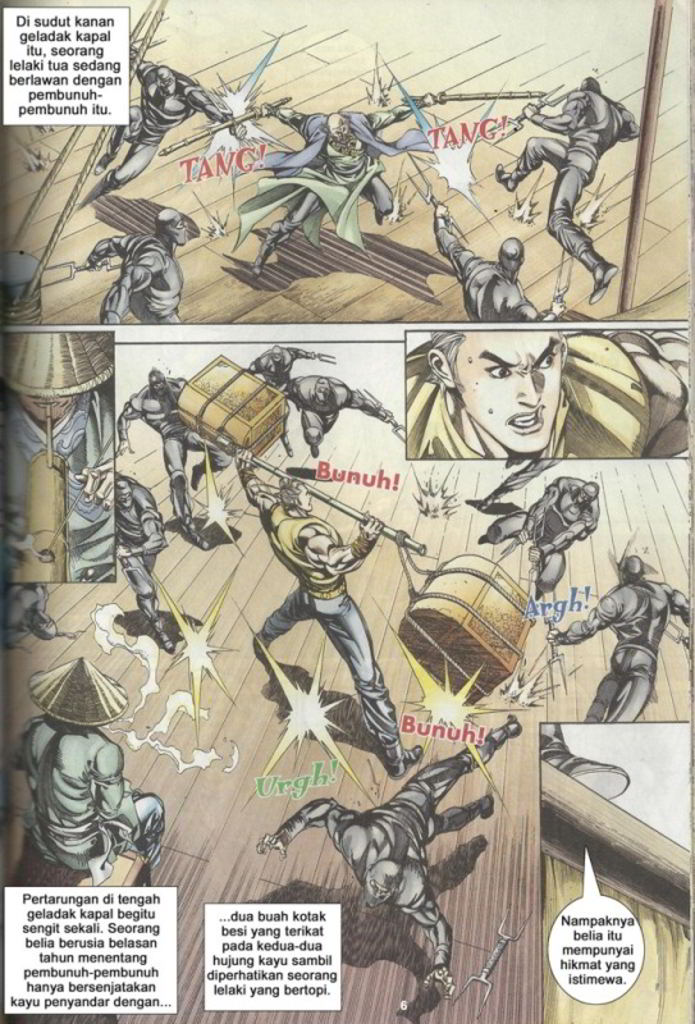 Di sudut kanan
geladak kapal
itu, seorang
lelaki tua sedang
berlawan dengan
pembunuh-
pembunuh itu.
TANG!
TANG!
Bunuh!
Argh!
Bunuh!
Urgh!
Pertarungan di tengah
geladak kapal begitu
sengit sekali. Seorang
belia berusia belasan
tahun menentang
pembunuh-pembunuh
hanya bersenjatakan
kayu penyandar dengan...
...dua buah kotak
besi yang terikat
pada kedua-dua
hujung kayu sambil
diperhatikan seorang
lelaki yang bertopi.
Nampaknya
belia itu
mempunyai
hikmat yang
istimewa.
6